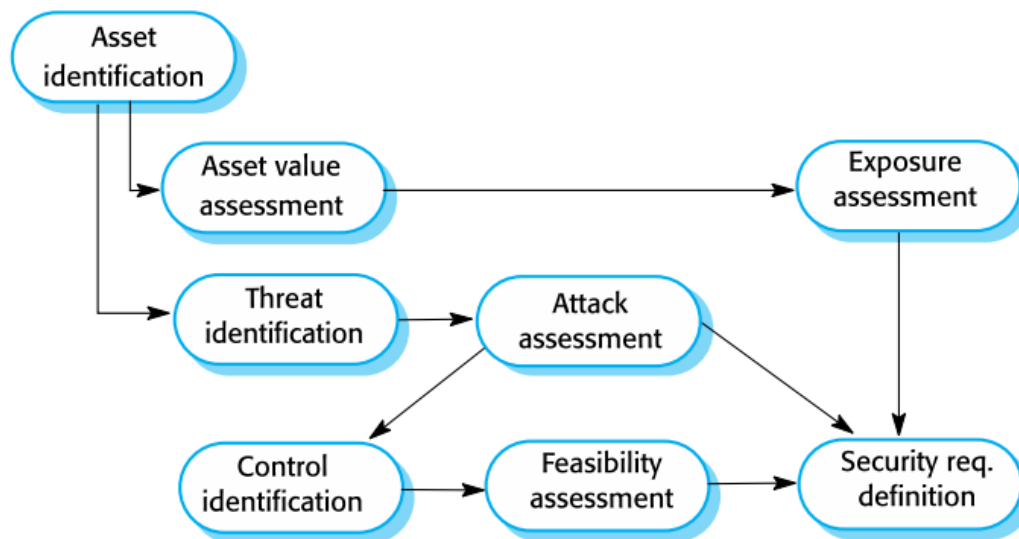 Asset
identification
Asset value
assessment
Exposure
assessment
Threat
identification
Attack
assessment
Control
identification
Feasibility
assessment
Security req.
definition